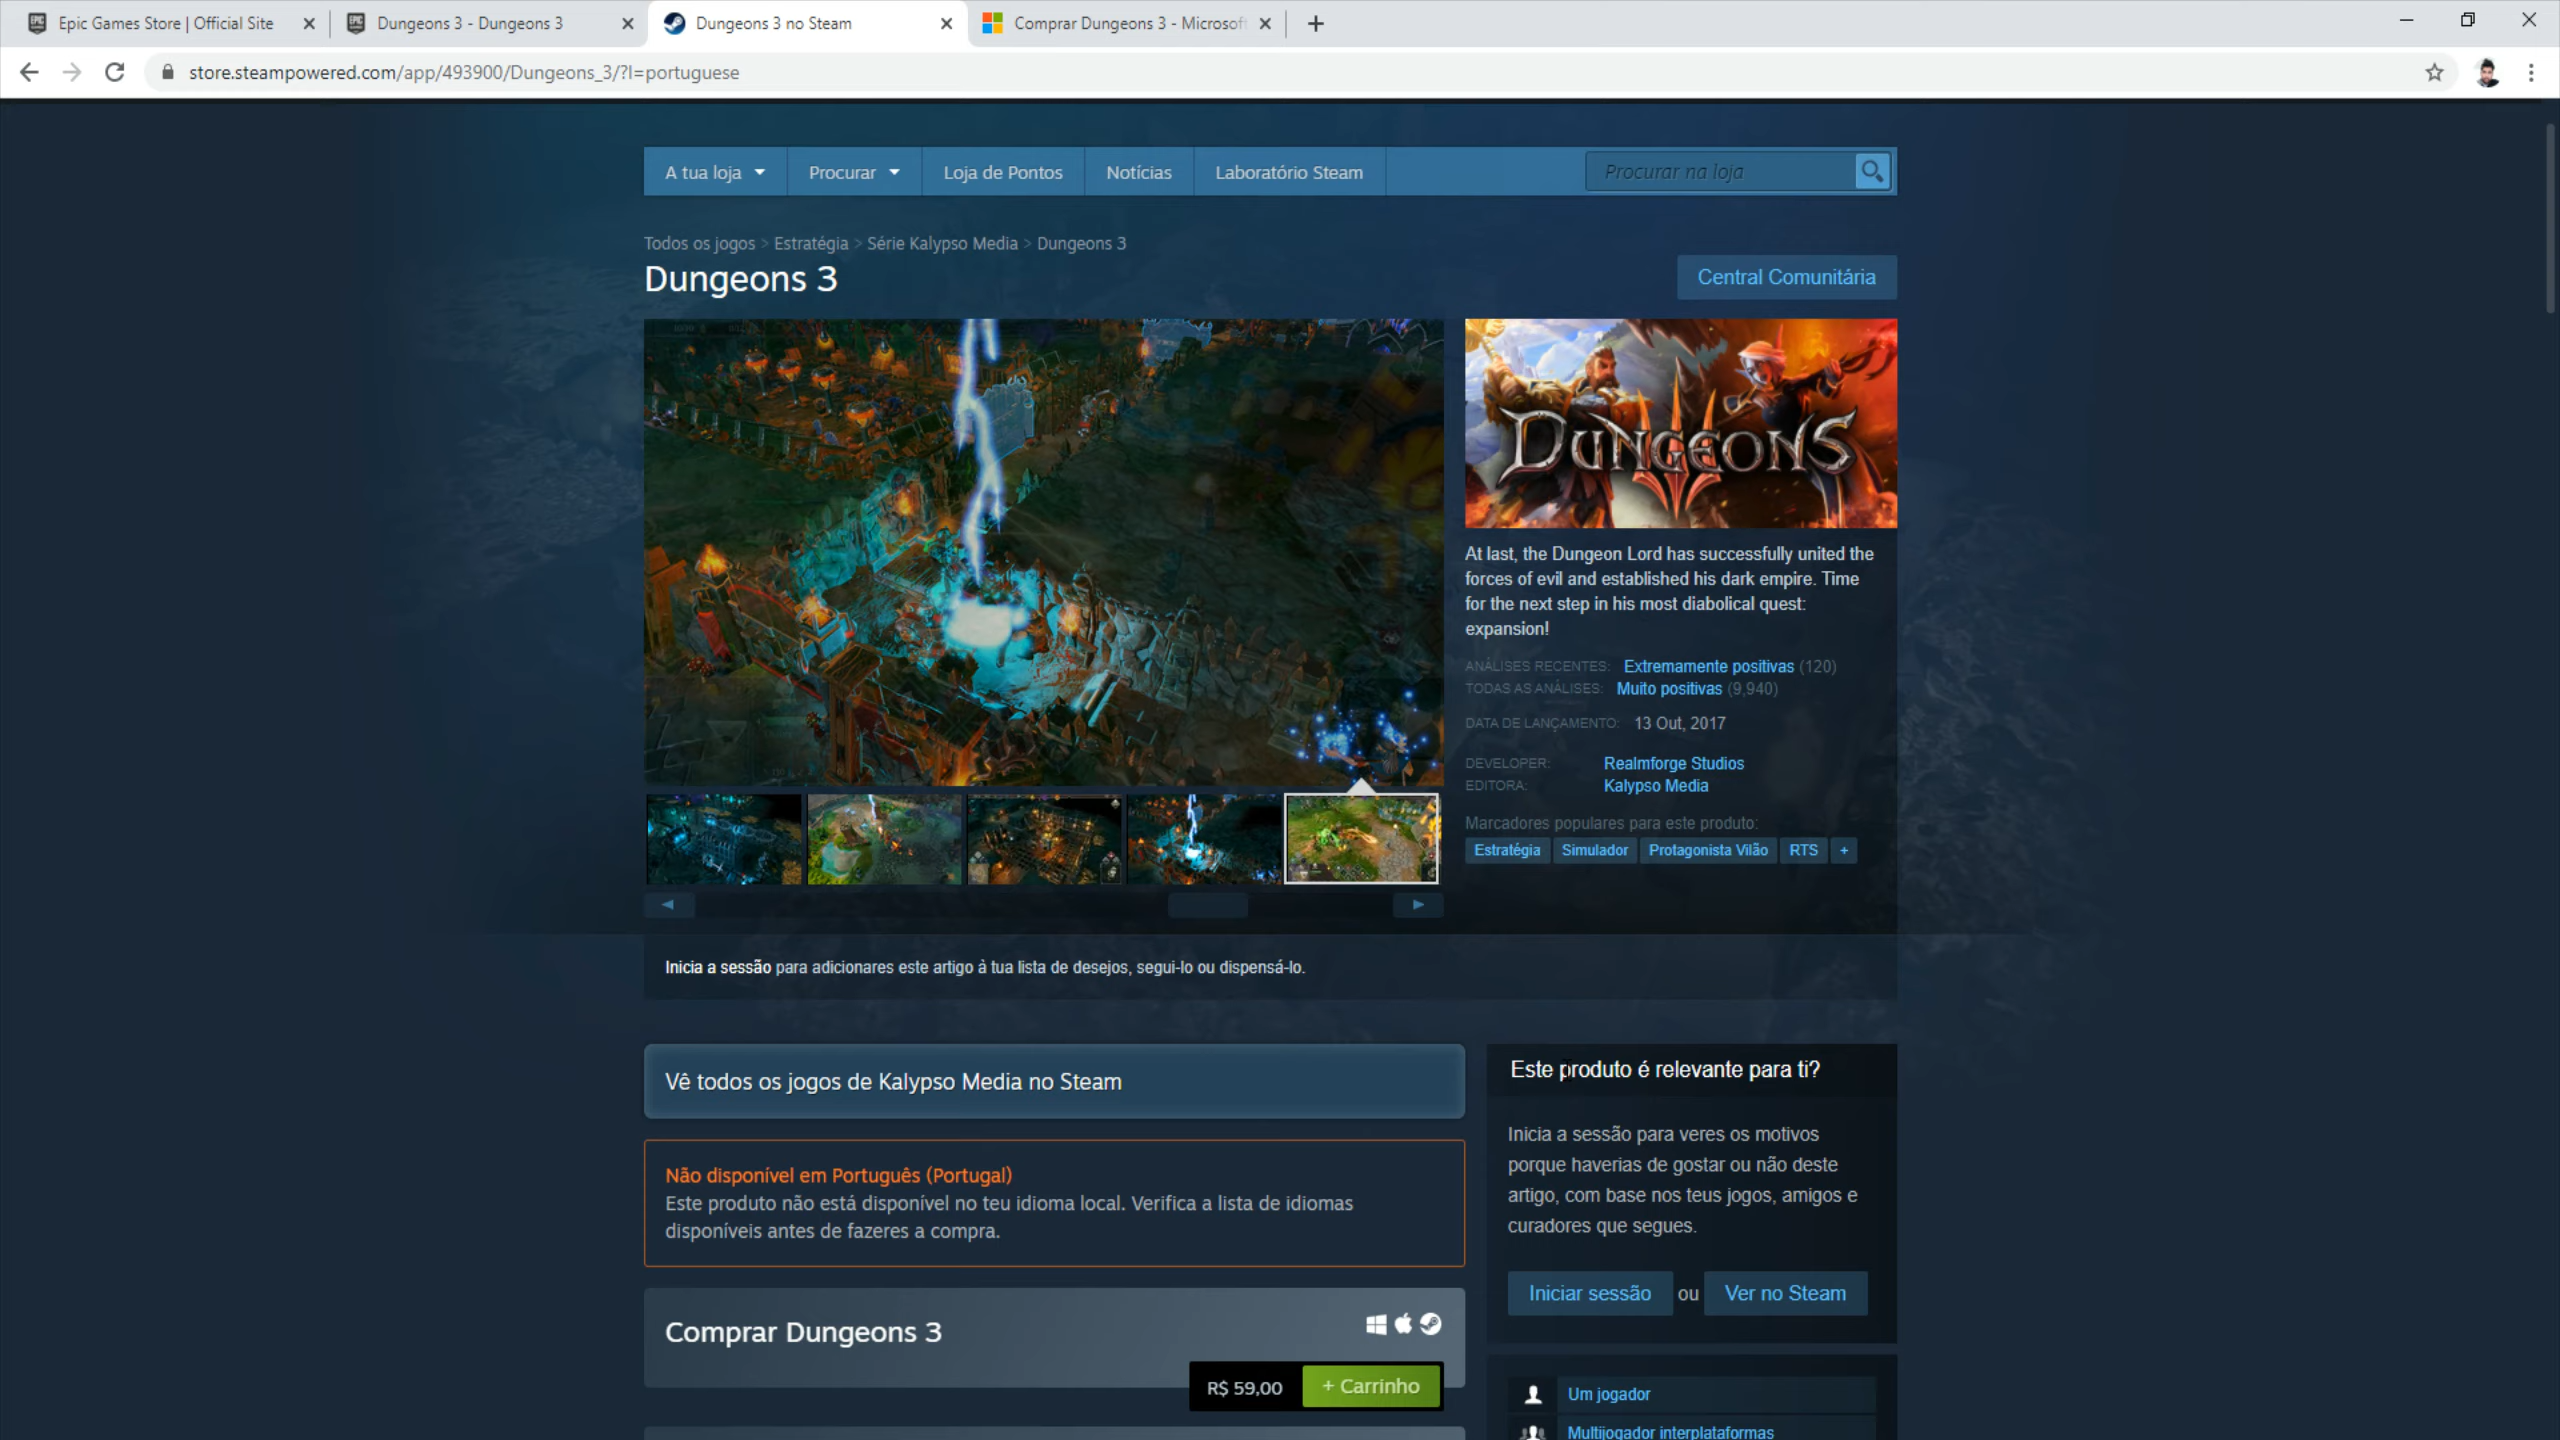 Epic Games Store | Official Site
Dungeons 3 - Dungeons 3
Dungeons 3 no Steam
Comprar Dungeons 3 - Microsoft
store.steampowered.com/app/493900/Dungeons_3/?l=portuguese
A tua loja
Procurar
Loja de Pontos
Notícias
Laboratório Steam
Procurar na loja
Todos os jogos > Estratégia > Série Kalypso Media > Dungeons 3
Dungeons 3
Central Comunitária
DUNGEONS
At last, the Dungeon Lord has successfully united the
forces of evil and established his dark empire. Time
for the next step in his most diabolical quest:
expansion!
ANÁLISES RECENTES: Extremamente positivas (120)
TODAS AS ANÁLISES: Muito positivas (9,940)
DATA DE LANÇAMENTO: 13 Out, 2017
DEVELOPER: Realmforge Studios
EDITORA: Kalypso Media
Marcadores populares para este produto:
Estratégia Simulador Protagonista Vilão RTS +
Inicia a sessão para adicionares este artigo à tua lista de desejos, segui-lo ou dispensá-lo.
Vê todos os jogos de Kalypso Media no Steam
Não disponível em Português (Portugal)
Este produto não está disponível no teu idioma local. Verifica a lista de idiomas
disponíveis antes de fazeres a compra.
Comprar Dungeons 3
R$ 59,00
+ Carrinho
Este produto é relevante para ti?
Inicia a sessão para veres os motivos
porque haverias de gostar ou não deste
artigo, com base nos teus jogos, amigos e
curadores que segues.
Iniciar sessão ou Ver no Steam
Um jogador
Multijogador interplataformas